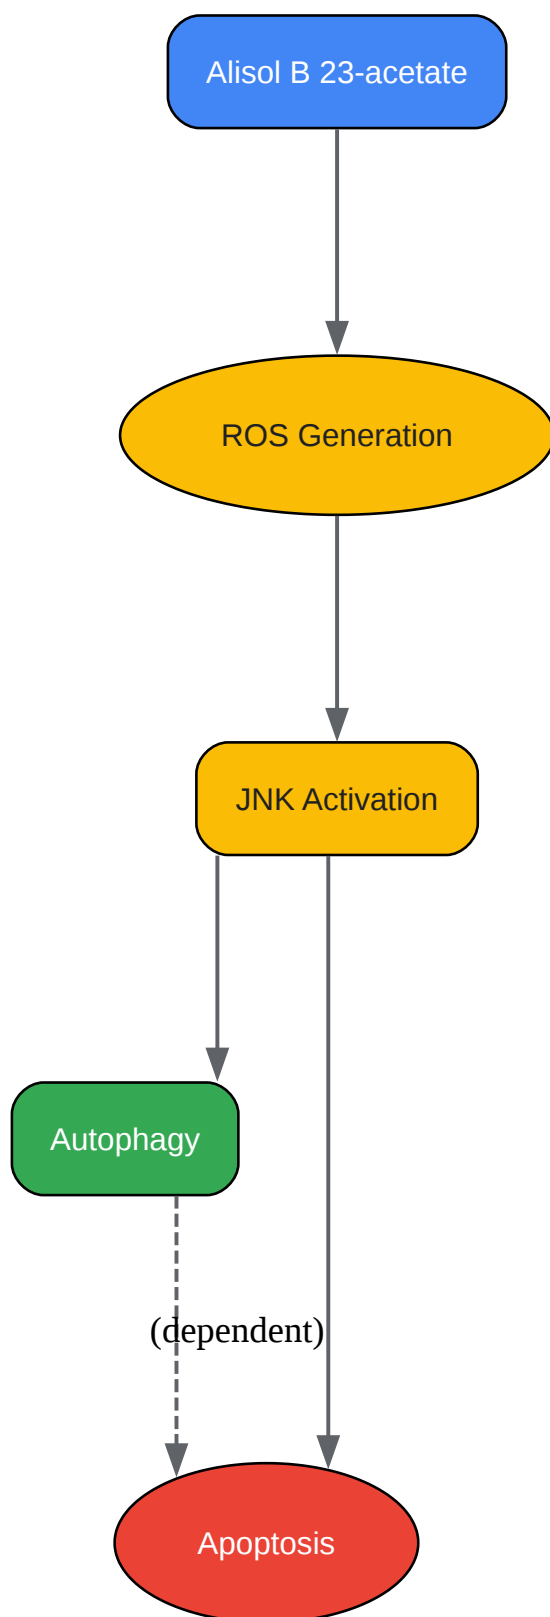 Alisol B 23-acetate
ROS Generation
JNK Activation
Autophagy
(dependent)
Apoptosis